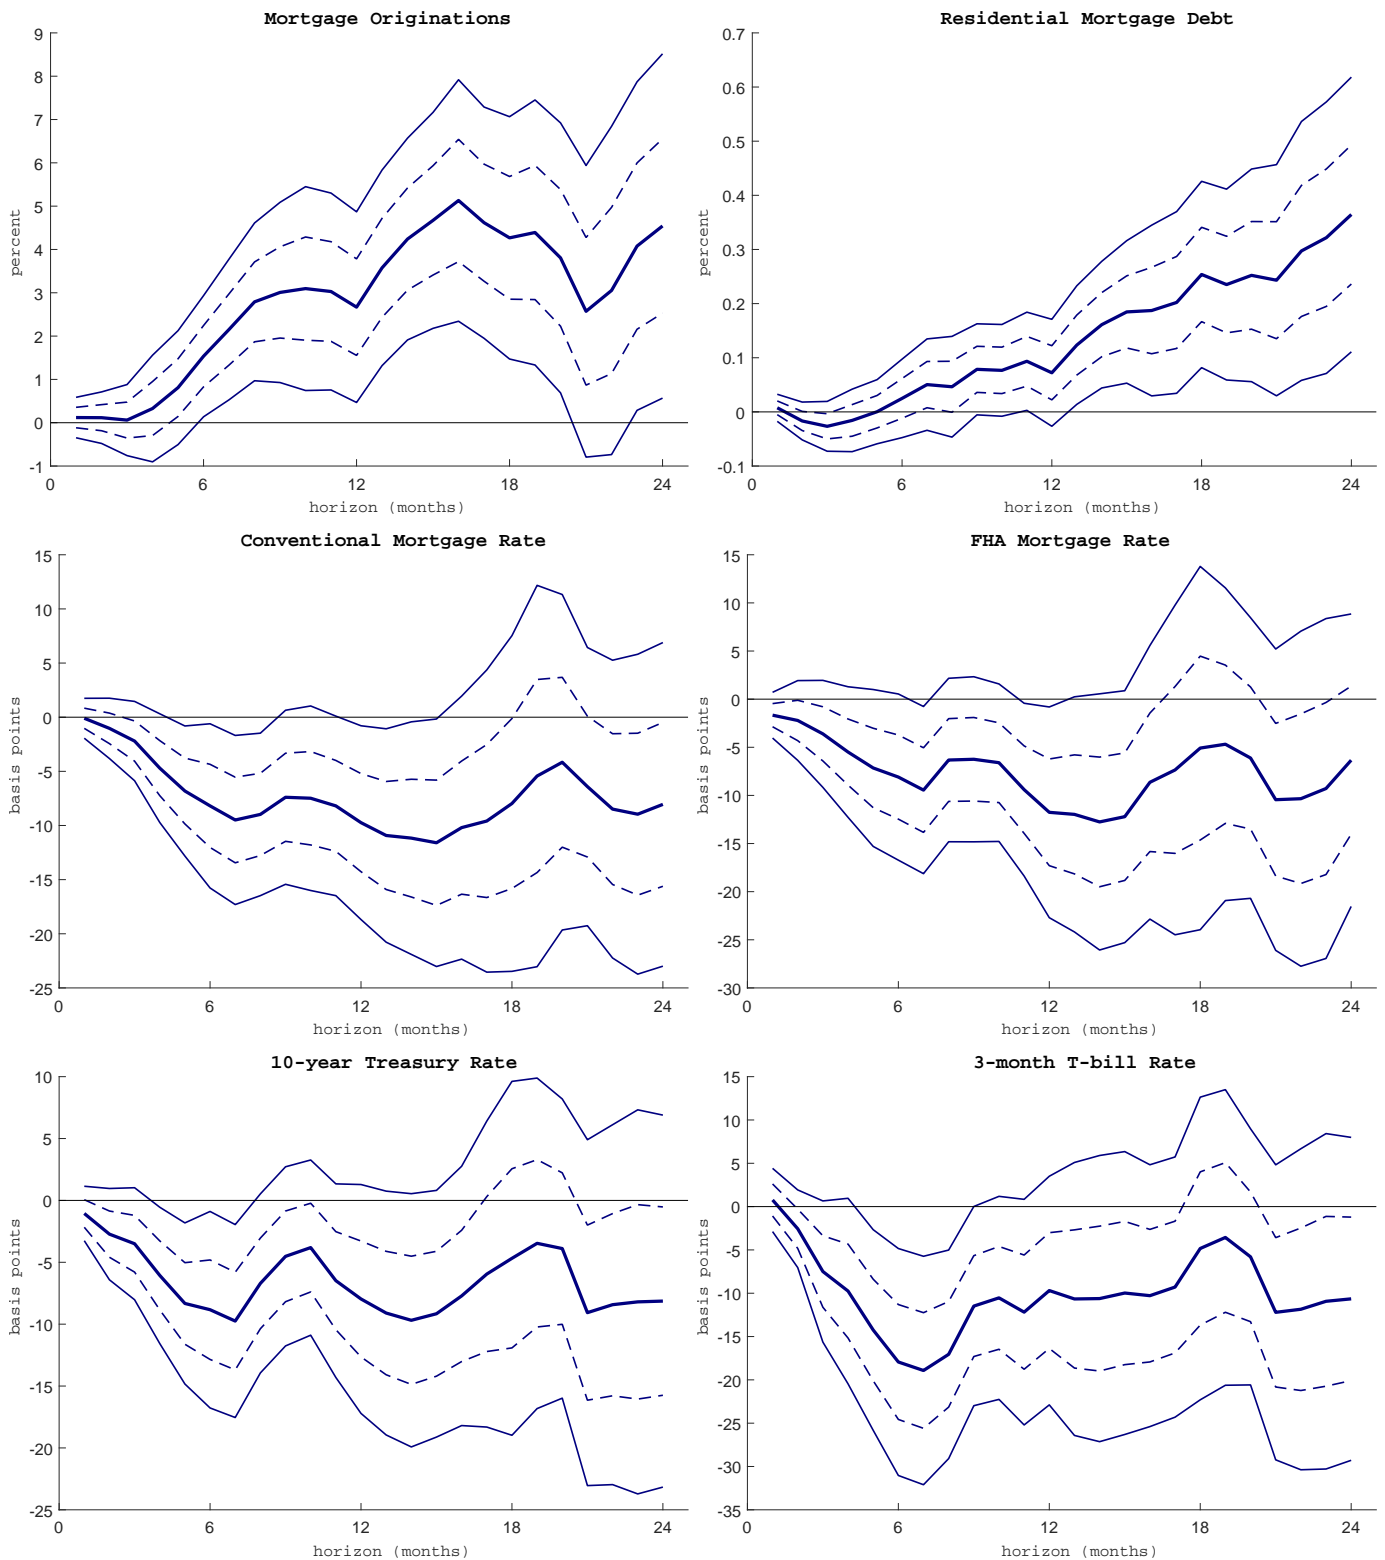 Mortgage Originations
9
8
7
6
5
4
3
2
1
0
-1
percent
0 6 12 18 24
horizon (months)
Residential Mortgage Debt
0.7
0.6
0.5
0.4
0.3
0.2
0.1
0
-0.1
percent
0 6 12 18 24
horizon (months)
Conventional Mortgage Rate
15
10
5
0
-5
-10
-15
-20
-25
basis points
0 6 12 18 24
horizon (months)
FHA Mortgage Rate
15
10
5
0
-5
-10
-15
-20
-25
-30
basis points
0 6 12 18 24
horizon (months)
10-year Treasury Rate
10
5
0
-5
-10
-15
-20
-25
basis points
0 6 12 18 24
horizon (months)
3-month T-bill Rate
15
10
5
0
-5
-10
-15
-20
-25
-30
-35
basis points
0 6 12 18 24
horizon (months)